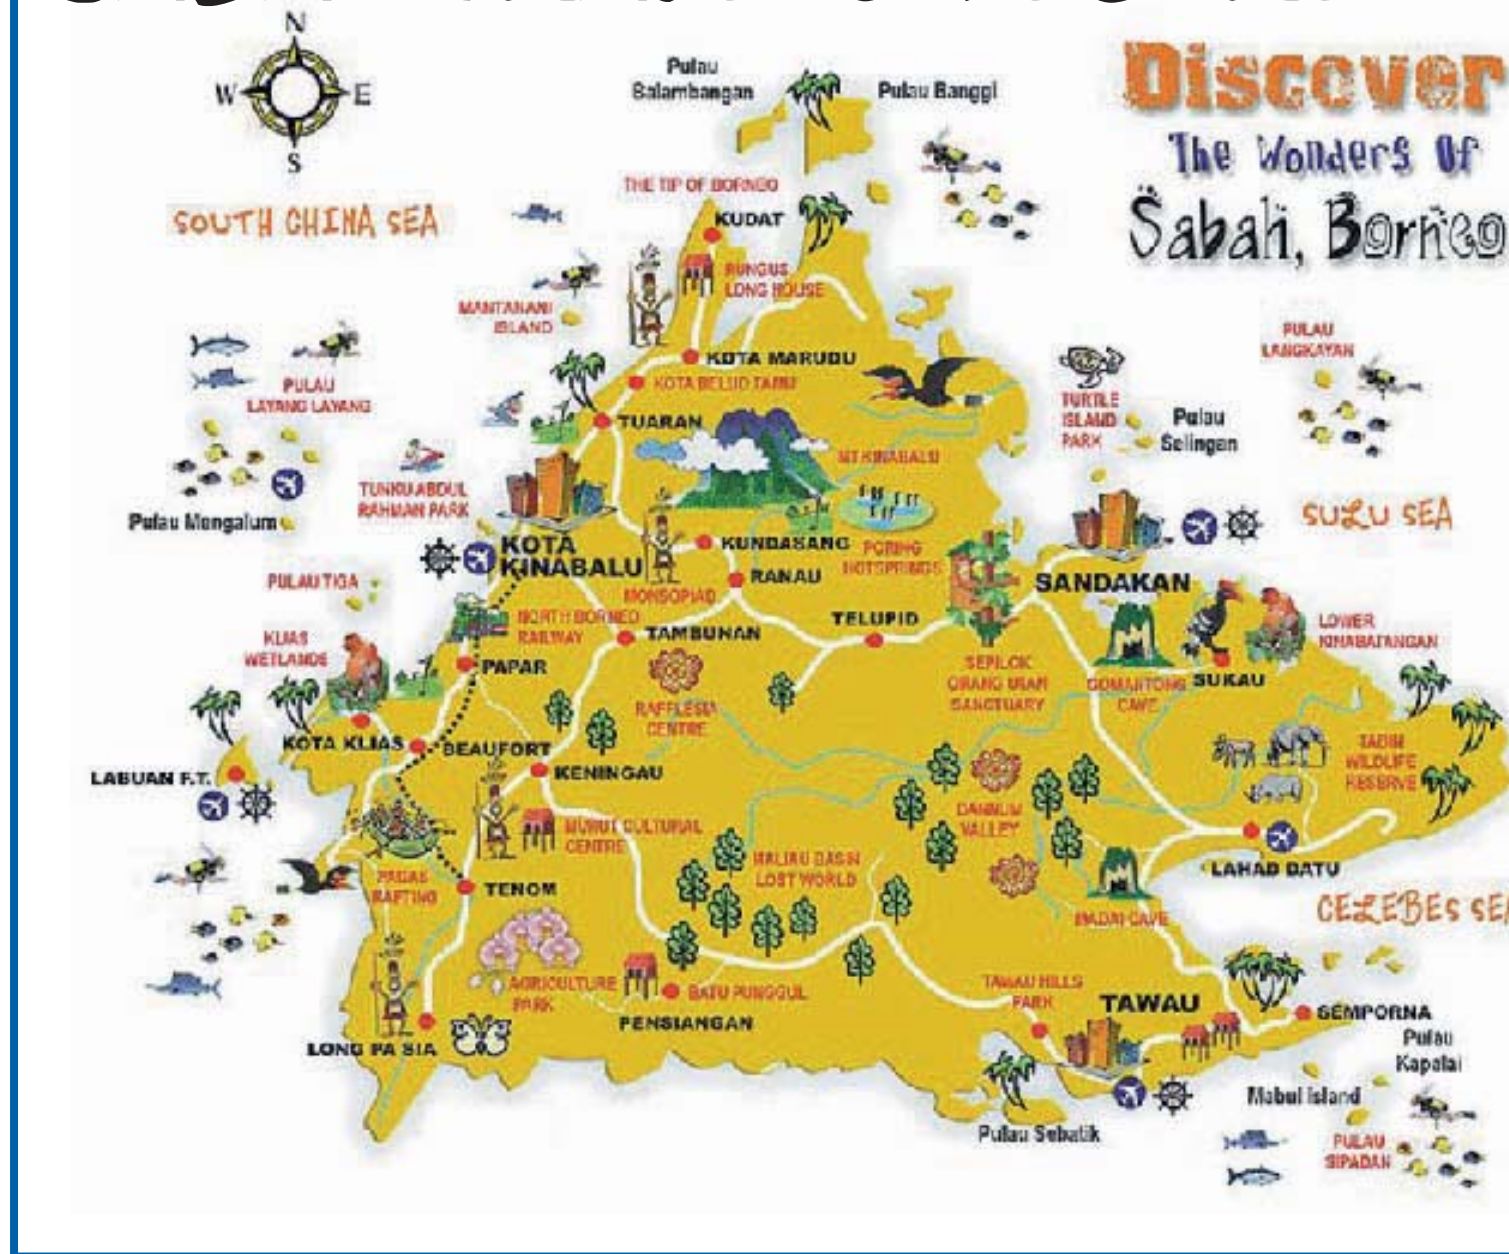 N
W E
S
Discover
The Wonders Of
Sabah, Borneo
Pulau
Balambangan
Pulau Banggi
THE TIP OF BORNEO
SOUTH CHINA SEA
KUDAT
RUNGUS
LONG HOUSE
MANTANANI
ISLAND
KOTA MARUDU
KOTA BELUD TAMU
TUARAN
PULAU
LAYANG LAYANG
Pulau Mengalum
TUNKU ABDUL
RAHMAN PARK
MT KINABALU
TURTLE
ISLAND
PARK
Pulau
Selingan
PULAU
LANGKAYAN
SULU SEA
KOTA
KINABALU
KUNDASANG
PORING
HOTSPRINGS
RANAU
MONSOPIAD
PULAU TIGA
NORTH BORNEO
RAILWAY
TAMBUNAN
TELUPID
SANDAKAN
KLIAS
WETLANDS
PAPAR
RAFFLESIA
CENTRE
SEPILOK
ORANG UTAN
SANCTUARY
GOMANTONG
CAVE
SUKAU
LOWER
KINABATANGAN
KOTA KLIAS
BEAUFORT
LABUAN F.T.
KENINGAU
MURUT CULTURAL
CENTRE
DANNUM
VALLEY
TABIN
WILDLIFE
RESERVE
MALIAU BASIN
LOST WORLD
LAHAD DATU
PADAS
RAFTING
TENOM
MADAI CAVE
CELEBES SEA
AGRICULTURE
PARK
BATU PUNGGUL
PENSIANGAN
TAWAU HILLS
PARK
TAWAU
SEMPORNA
LONG PA SIA
Pulau
Kapalai
Mabul island
Pulau Sebatik
PULAU
SIPADAN